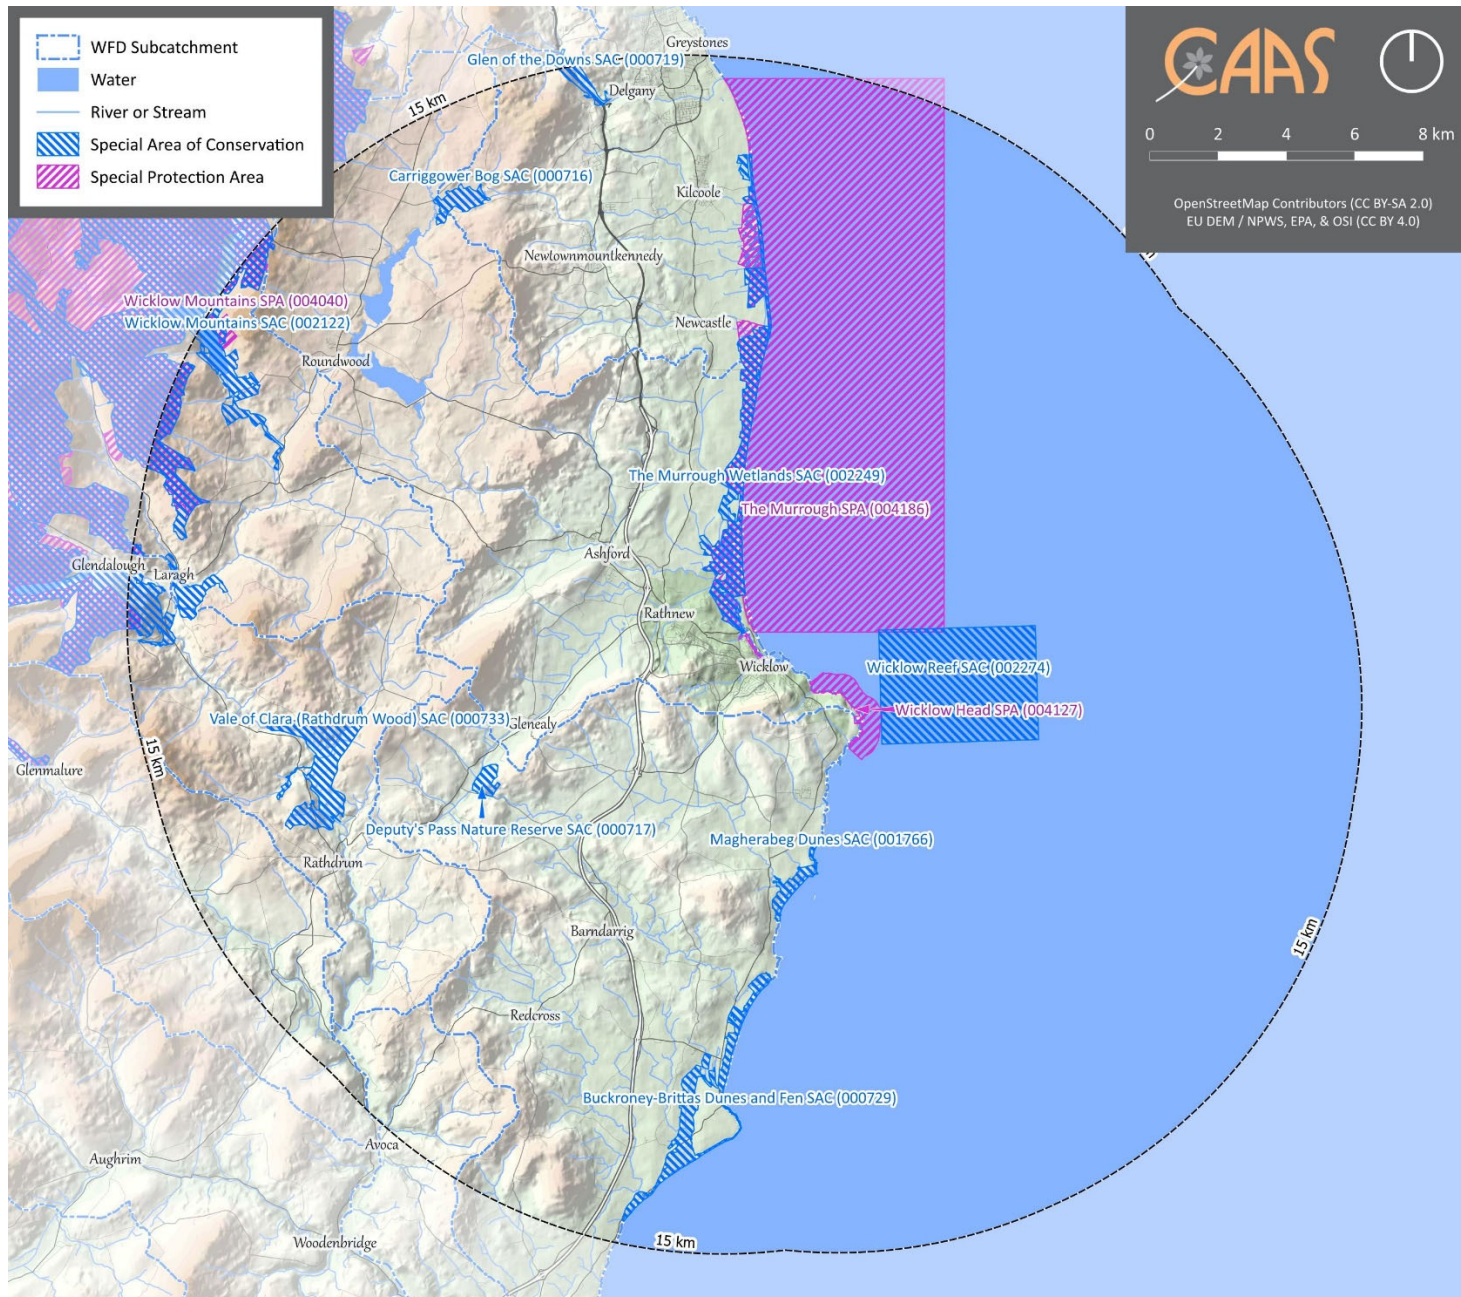 WFD Subcatchment
Water
River or Stream
Special Area of Conservation
Special Protection Area
CAAS
0 2 4 6 8 km
OpenStreetMap Contributors (CC BY-SA 2.0)
EU DEM / NPWS, EPA, & OSI (CC BY 4.0)
Greystones
Glen of the Downs SAC (000719)
Delgany
15 km
Carriggower Bog SAC (000716)
Kilcoole
Newtownmountkennedy
Wicklow Mountains SPA (004040)
Wicklow Mountains SAC (002122)
Newcastle
Roundwood
The Murrough Wetlands SAC (002249)
The Murrough SPA (004186)
Ashford
Glendalough
Laragh
Rathnew
Wicklow
Wicklow Reef SAC (002274)
Wicklow Head SPA (004127)
Vale of Clara (Rathdrum Wood) SAC (000733)
Glenealy
15 km
Glenmalure
Deputy's Pass Nature Reserve SAC (000717)
Magherabeg Dunes SAC (001766)
Rathdrum
Barndarrig
15 km
Redcross
Buckroney-Brittas Dunes and Fen SAC (000729)
Avoca
Aughrim
Woodenbridge
15 km